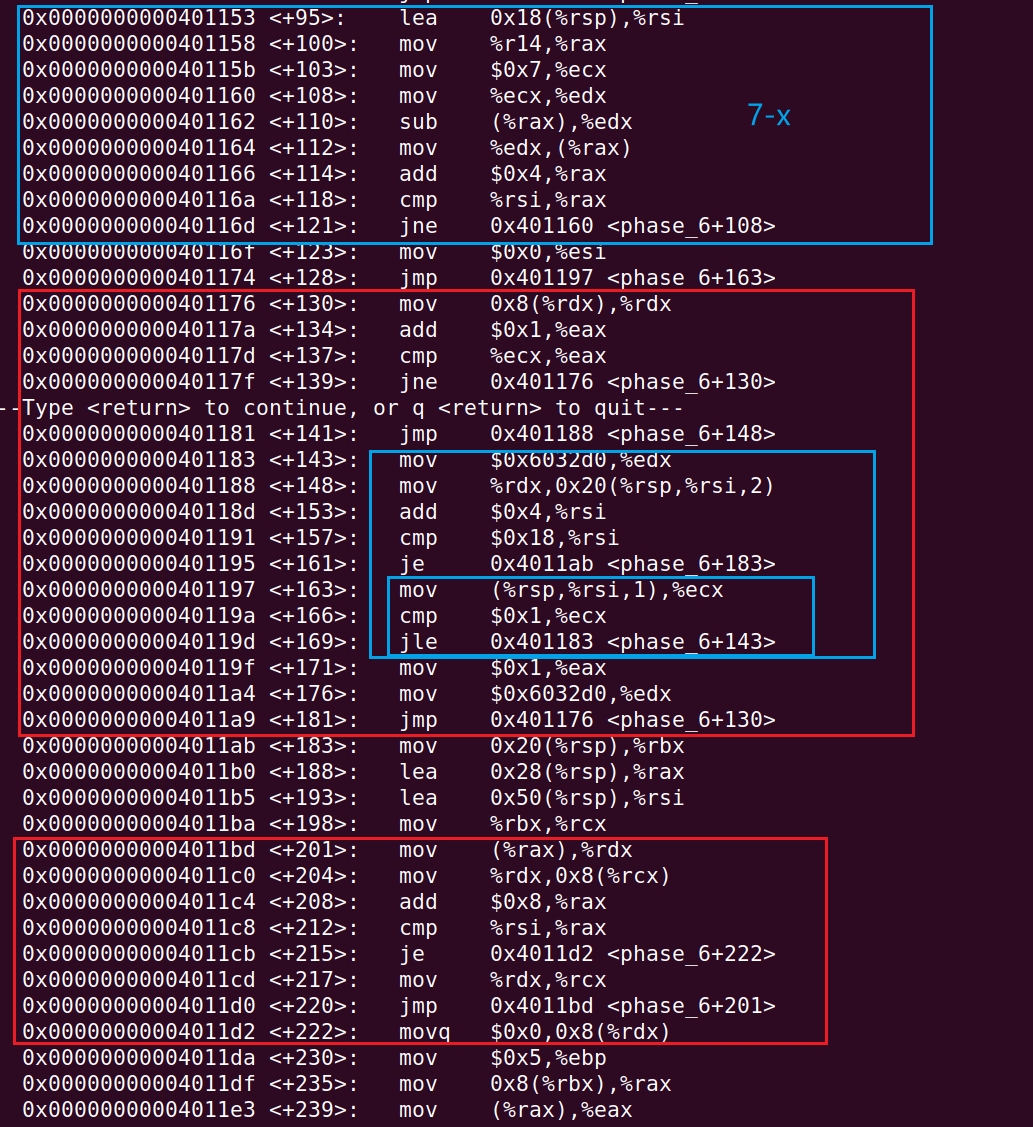 0x0000000000401153 <+95>: lea 0x18(%rsp),%rsi
0x0000000000401158 <+100>: mov %r14,%rax
0x000000000040115b <+103>: mov $0x7,%ecx
0x0000000000401160 <+108>: mov %ecx,%edx
0x0000000000401162 <+110>: sub (%rax),%edx
7-x
0x0000000000401164 <+112>: mov %edx,(%rax)
0x0000000000401166 <+114>: add $0x4,%rax
0x000000000040116a <+118>: cmp %rsi,%rax
0x000000000040116d <+121>: jne 0x401160 <phase_6+108>
0x000000000040116f <+123>: mov $0x0,%esi
0x0000000000401174 <+128>: jmp 0x401197 <phase_6+163>
0x0000000000401176 <+130>: mov 0x8(%rdx),%rdx
0x000000000040117a <+134>: add $0x1,%eax
0x000000000040117d <+137>: cmp %ecx,%eax
0x000000000040117f <+139>: jne 0x401176 <phase_6+130>
--Type <return> to continue, or q <return> to quit---
0x0000000000401181 <+141>: jmp 0x401188 <phase_6+148>
0x0000000000401183 <+143>: mov $0x6032d0,%edx
0x0000000000401188 <+148>: mov %rdx,0x20(%rsp,%rsi,2)
0x000000000040118d <+153>: add $0x4,%rsi
0x0000000000401191 <+157>: cmp $0x18,%rsi
0x0000000000401195 <+161>: je 0x4011ab <phase_6+183>
0x0000000000401197 <+163>: mov (%rsp,%rsi,1),%ecx
0x000000000040119a <+166>: cmp $0x1,%ecx
0x000000000040119d <+169>: jle 0x401183 <phase_6+143>
0x000000000040119f <+171>: mov $0x1,%eax
0x00000000004011a4 <+176>: mov $0x6032d0,%edx
0x00000000004011a9 <+181>: jmp 0x401176 <phase_6+130>
0x00000000004011ab <+183>: mov 0x20(%rsp),%rbx
0x00000000004011b0 <+188>: lea 0x28(%rsp),%rax
0x00000000004011b5 <+193>: lea 0x50(%rsp),%rsi
0x00000000004011ba <+198>: mov %rbx,%rcx
0x00000000004011bd <+201>: mov (%rax),%rdx
0x00000000004011c0 <+204>: mov %rdx,0x8(%rcx)
0x00000000004011c4 <+208>: add $0x8,%rax
0x00000000004011c8 <+212>: cmp %rsi,%rax
0x00000000004011cb <+215>: je 0x4011d2 <phase_6+222>
0x00000000004011cd <+217>: mov %rdx,%rcx
0x00000000004011d0 <+220>: jmp 0x4011bd <phase_6+201>
0x00000000004011d2 <+222>: movq $0x0,0x8(%rdx)
0x00000000004011da <+230>: mov $0x5,%ebp
0x00000000004011df <+235>: mov 0x8(%rbx),%rax
0x00000000004011e3 <+239>: mov (%rax),%eax